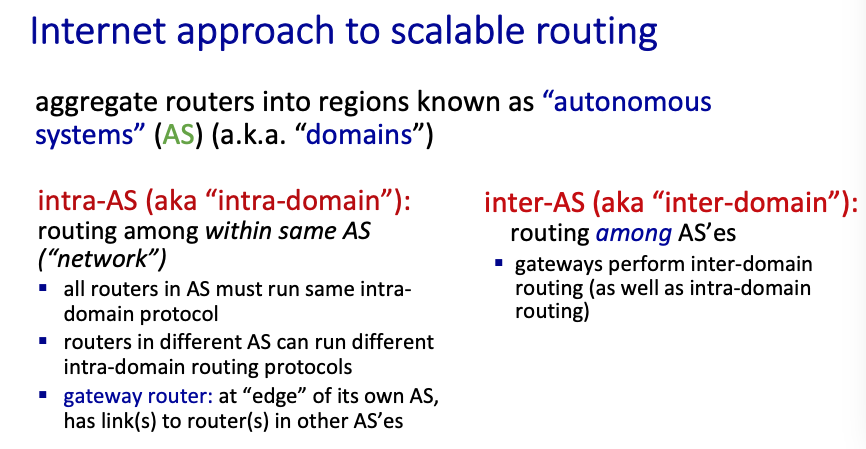 Internet approach to scalable routing
aggregate routers into regions known as “autonomous
systems” (AS) (a.k.a. “domains”)
intra-AS (aka “intra-domain”):
routing among within same AS
(“network”)
▪ all routers in AS must run same intra-
domain protocol
▪ routers in different AS can run different
intra-domain routing protocols
▪ gateway router: at “edge” of its own AS,
has link(s) to router(s) in other AS’es
inter-AS (aka “inter-domain”):
routing among AS’es
▪ gateways perform inter-domain
routing (as well as intra-domain
routing)